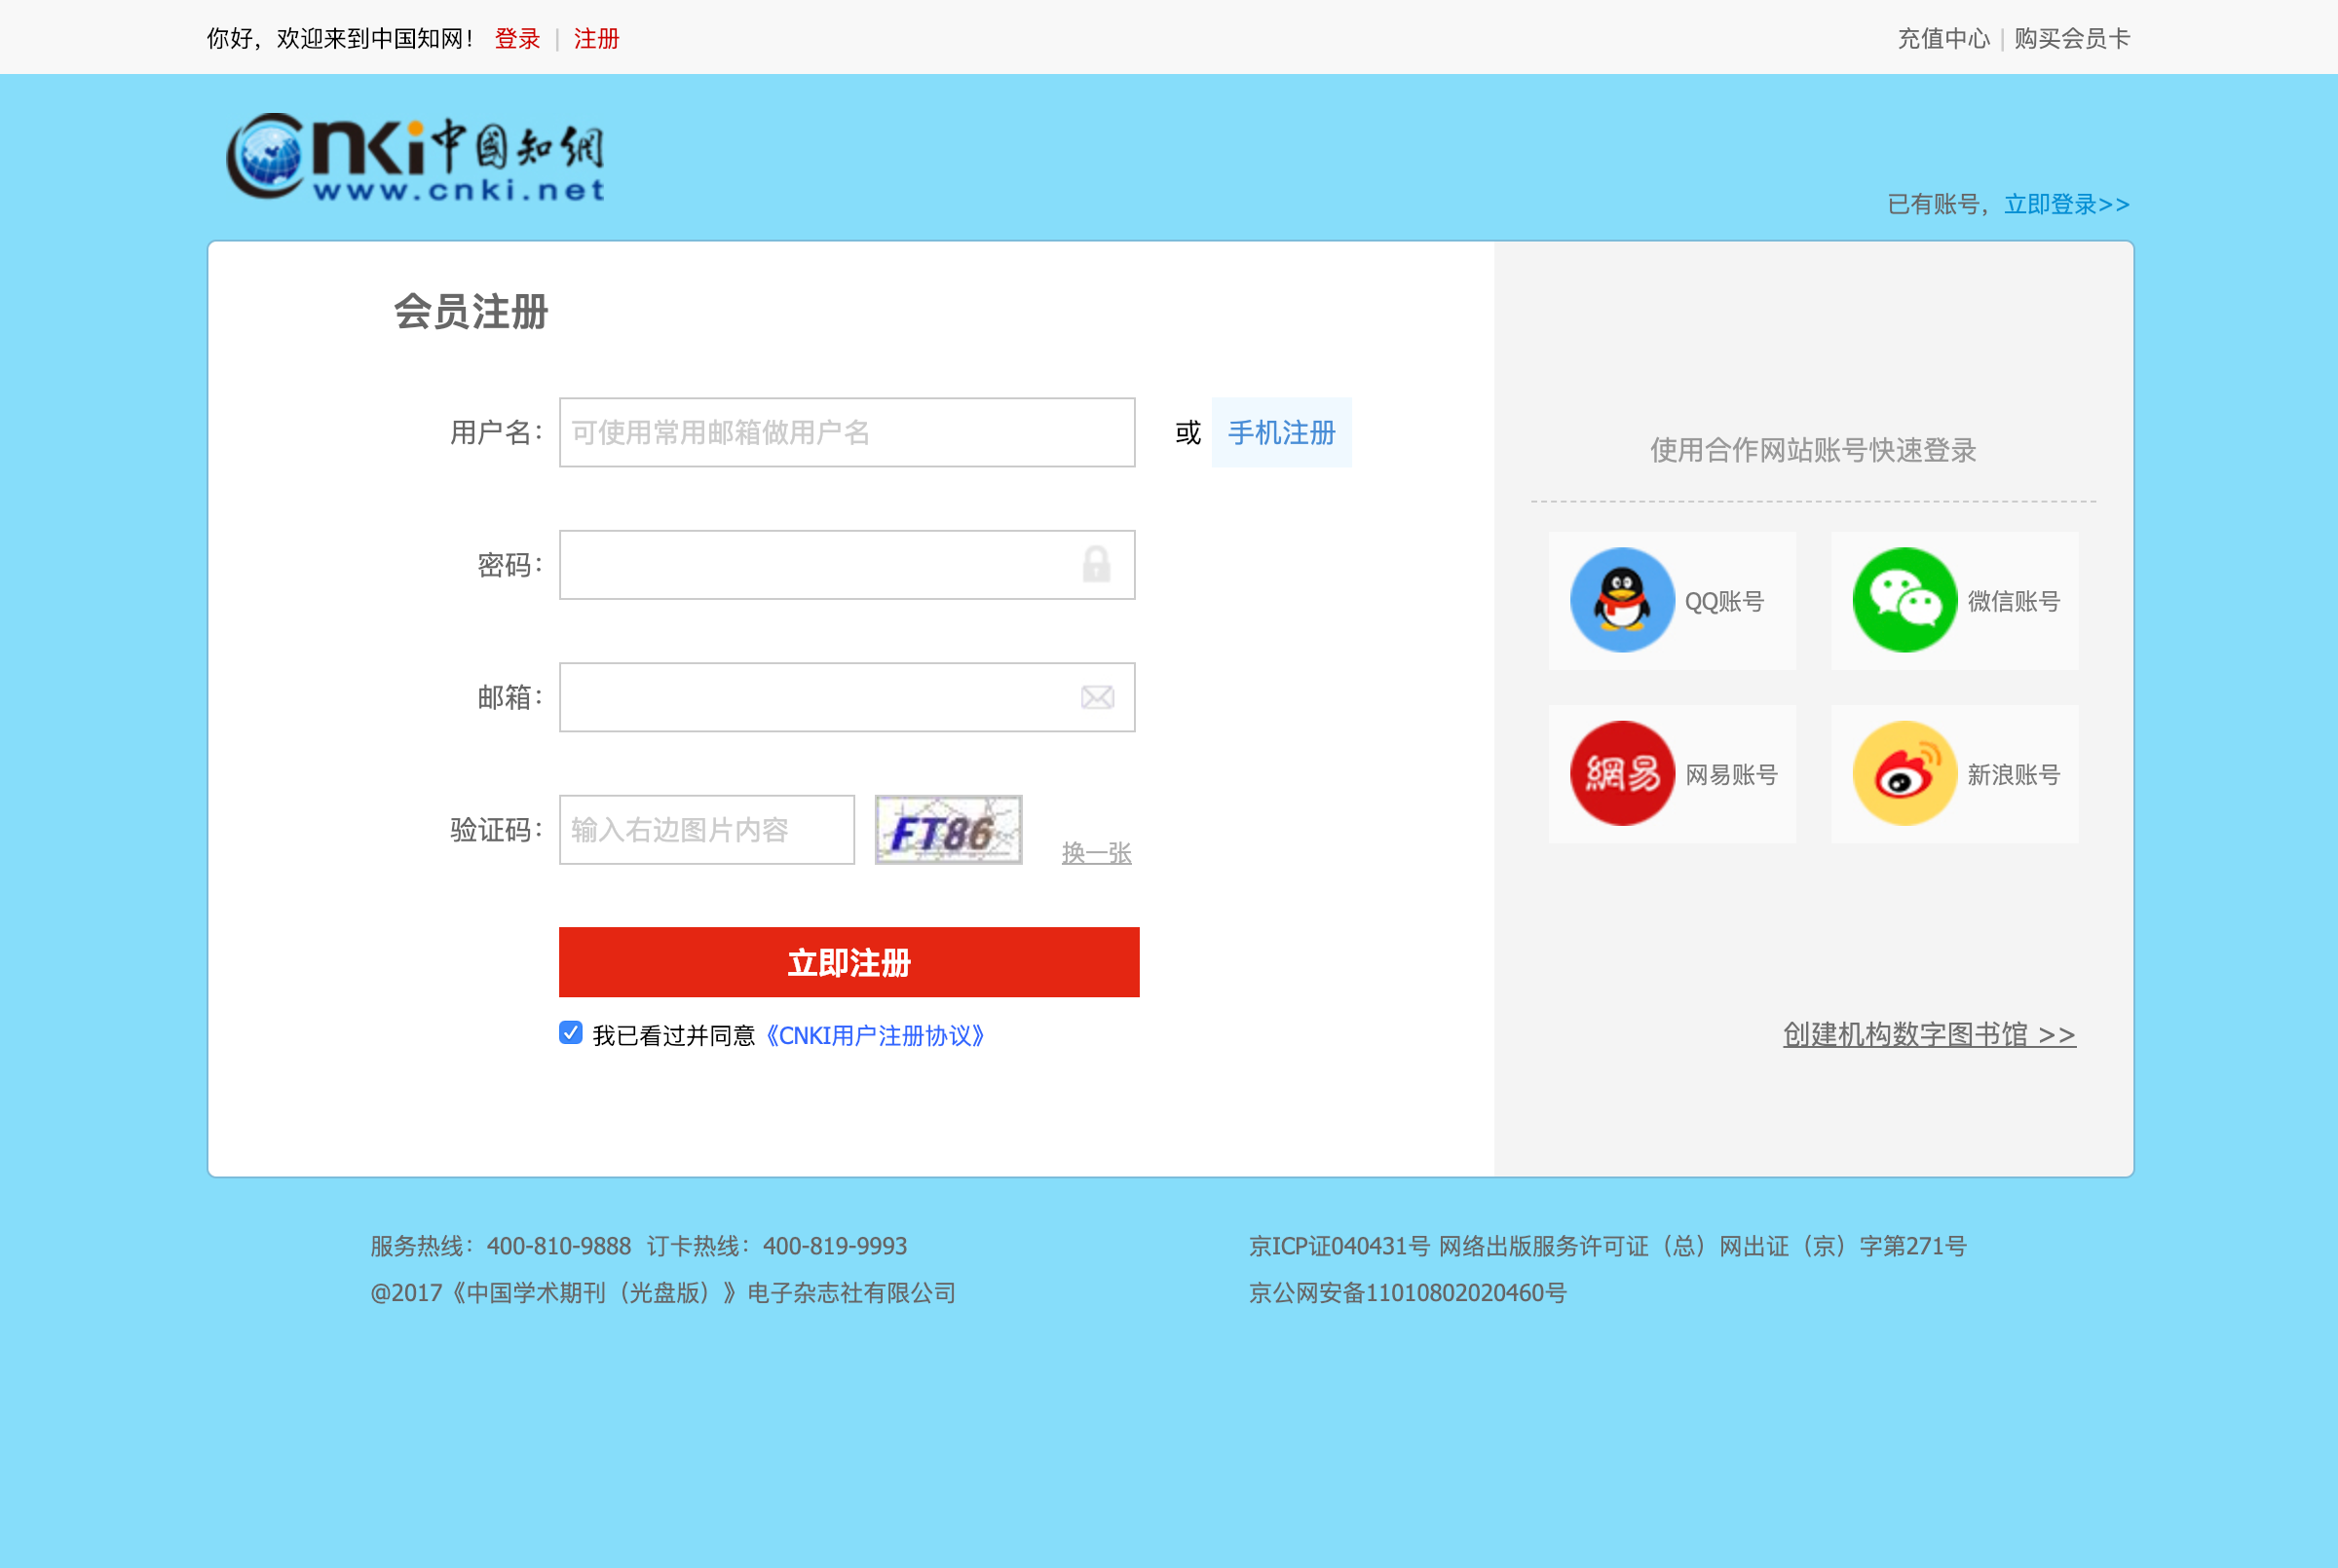 你好，欢迎来到中国知网！ 登录 | 注册
充值中心 | 购买会员卡
cnki中國知網
www.cnki.net
已有账号，立即登录>>
会员注册
用户名： 可使用常用邮箱做用户名 或 手机注册
密码：
邮箱：
验证码： 输入右边图片内容 FT86 换一张
立即注册
我已看过并同意《CNKI用户注册协议》
使用合作网站账号快速登录
QQ账号 微信账号
網易 网易账号 新浪账号
创建机构数字图书馆 >>
服务热线：400-810-9888 订卡热线：400-819-9993
@2017《中国学术期刊（光盘版）》电子杂志社有限公司
京ICP证040431号 网络出版服务许可证（总）网出证（京）字第271号
京公网安备11010802020460号